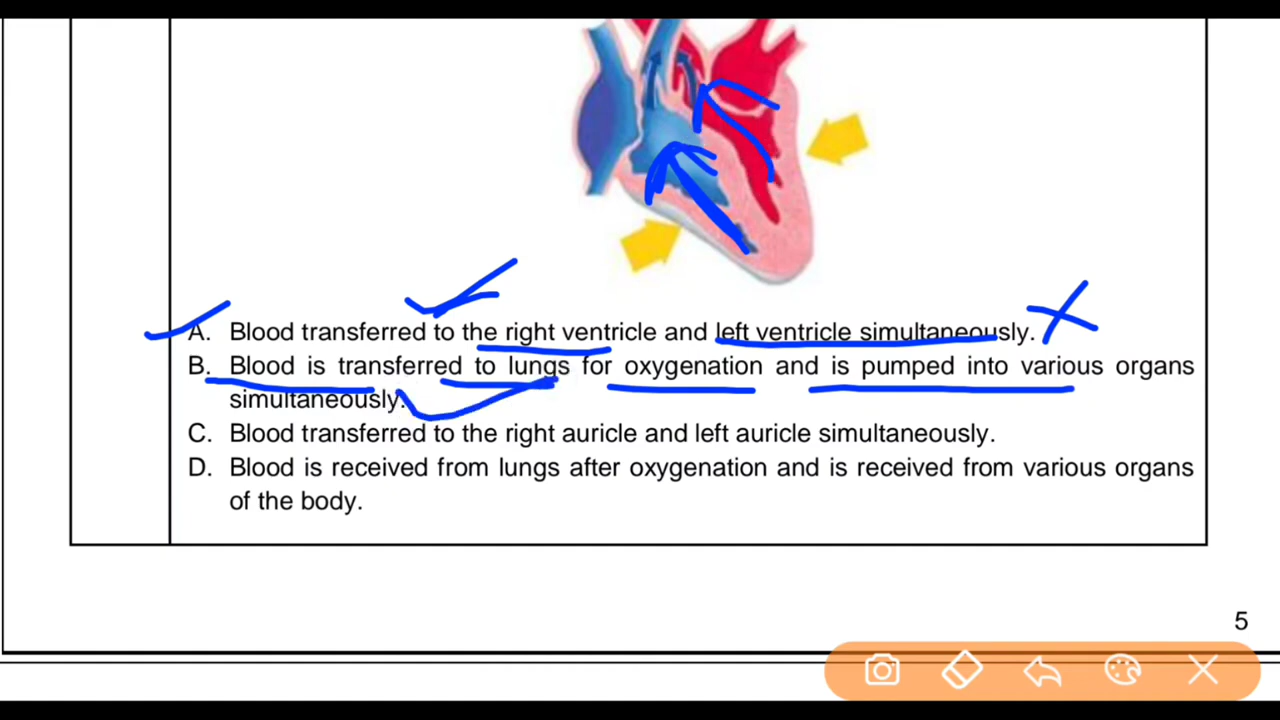 A. Blood transferred to the right ventricle and left ventricle simultaneously.
B. Blood is transferred to lungs for oxygenation and is pumped into various organs
simultaneously.
C. Blood transferred to the right auricle and left auricle simultaneously.
D. Blood is received from lungs after oxygenation and is received from various organs
of the body.
5